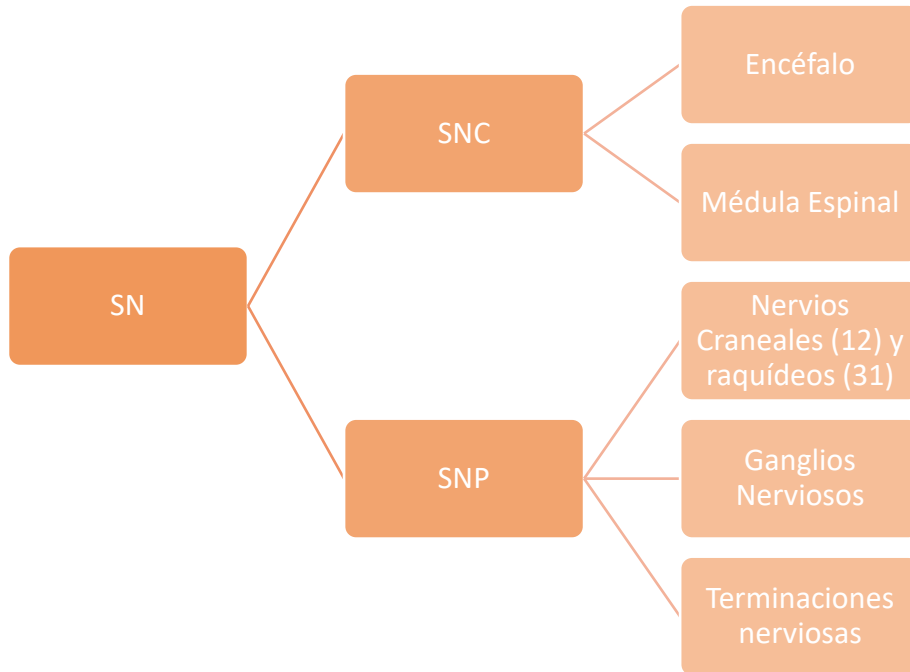 SN
SNC
Encéfalo
Médula Espinal
SNP
Nervios
Craneales (12) y
raquídeos (31)
Ganglios
Nerviosos
Terminaciones
nerviosas